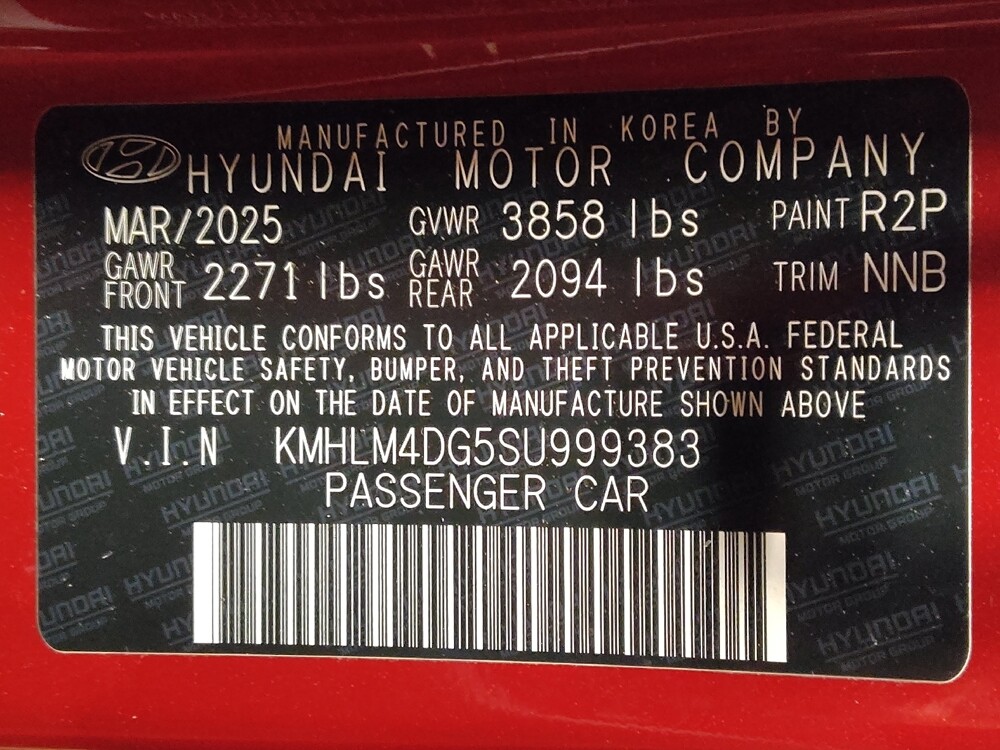 MANUFACTURED IN KOREA BY
HYUNDAI MOTOR COMPANY
MAR/2025 GVWR 3858 lbs PAINT R2P
GAWR FRONT 2271 lbs GAWR REAR 2094 lbs TRIM NNB
THIS VEHICLE CONFORMS TO ALL APPLICABLE U.S.A. FEDERAL
MOTOR VEHICLE SAFETY, BUMPER, AND THEFT PREVENTION STANDARDS
IN EFFECT ON THE DATE OF MANUFACTURE SHOWN ABOVE
V.I.N KMHLM4DG5SU999383
PASSENGER CAR